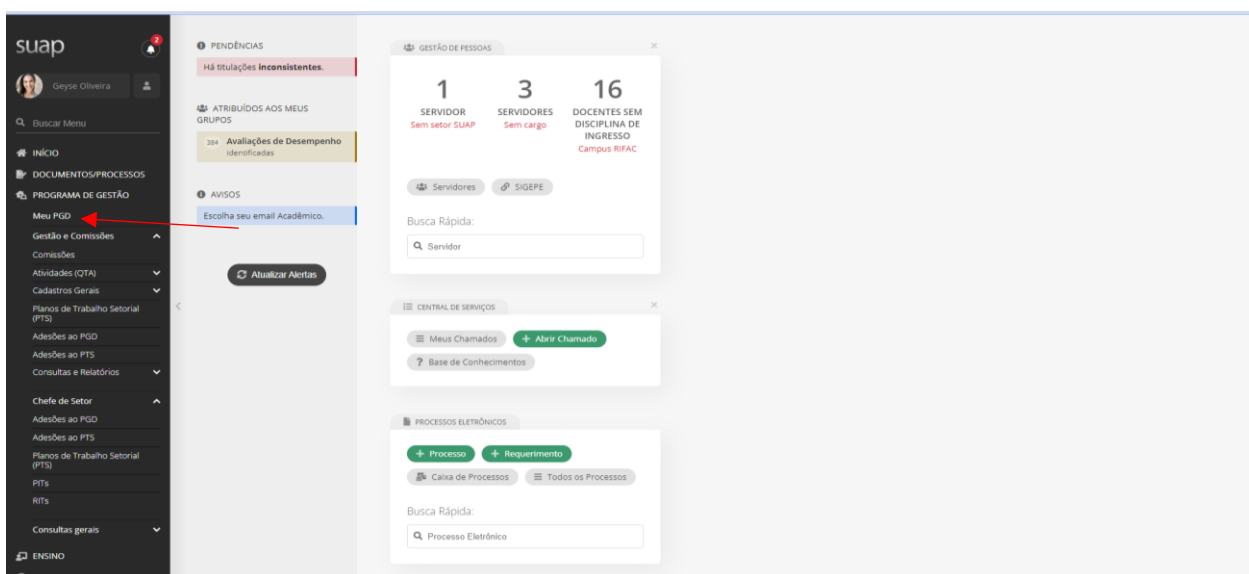 suap
2
Geyse Oliveira
Buscar Menu
INÍCIO
DOCUMENTOS/PROCESSOS
PROGRAMA DE GESTÃO
Meu PGD
Gestão e Comissões
Comissões
Atividades (QTA)
Cadastros Gerais
Planos de Trabalho Setorial
(PTS)
Adesões ao PGD
Adesões ao PTS
Consultas e Relatórios
Chefe de Setor
Adesões ao PGD
Adesões ao PTS
Planos de Trabalho Setorial
(PTS)
PITs
RITs
Consultas gerais
ENSINO
PENDÊNCIAS
Há titulações inconsistentes.
ATRIBUÍDOS AOS MEUS
GRUPOS
384 Avaliações de Desempenho
identificadas
AVISOS
Escolha seu email Acadêmico.
Atualizar Alertas
GESTÃO DE PESSOAS
1
SERVIDOR
Sem setor SUAP
3
SERVIDORES
Sem cargo
16
DOCENTES SEM
DISCIPLINA DE
INGRESSO
Campus RIFAC
Servidores
SIGEPE
Busca Rápida:
Servidor
CENTRAL DE SERVIÇOS
Meus Chamados
+ Abrir Chamado
? Base de Conhecimentos
PROCESSOS ELETRÔNICOS
+ Processo
+ Requerimento
Caixa de Processos
Todos os Processos
Busca Rápida:
Processo Eletrônico